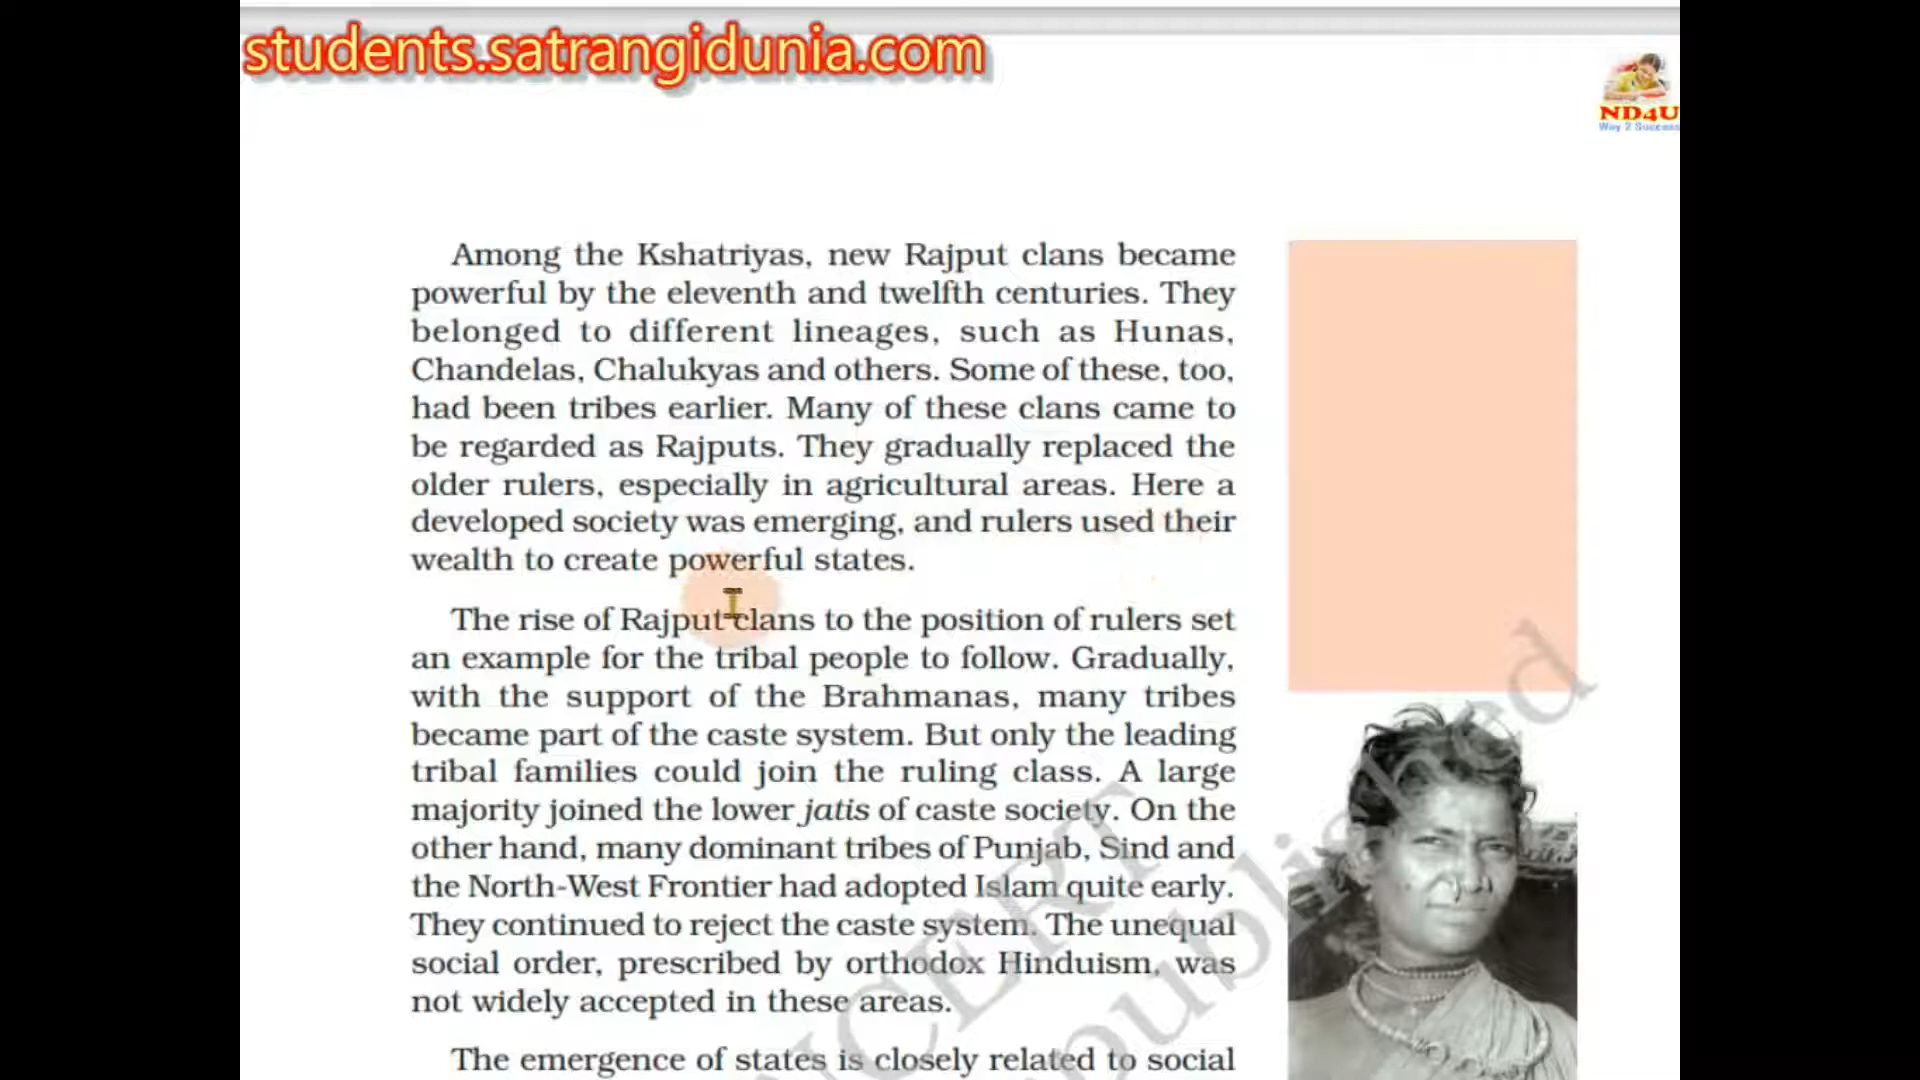 students.satrangidunia.com
ND4U
Way 2 Success
Among the Kshatriyas, new Rajput clans became
powerful by the eleventh and twelfth centuries. They
belonged to different lineages, such as Hunas,
Chandelas, Chalukyas and others. Some of these, too,
had been tribes earlier. Many of these clans came to
be regarded as Rajputs. They gradually replaced the
older rulers, especially in agricultural areas. Here a
developed society was emerging, and rulers used their
wealth to create powerful states.
The rise of Rajput clans to the position of rulers set
an example for the tribal people to follow. Gradually,
with the support of the Brahmanas, many tribes
became part of the caste system. But only the leading
tribal families could join the ruling class. A large
majority joined the lower jatis of caste society. On the
other hand, many dominant tribes of Punjab, Sind and
the North-West Frontier had adopted Islam quite early.
They continued to reject the caste system. The unequal
social order, prescribed by orthodox Hinduism, was
not widely accepted in these areas.
The emergence of states is closely related to social
NCERT
published